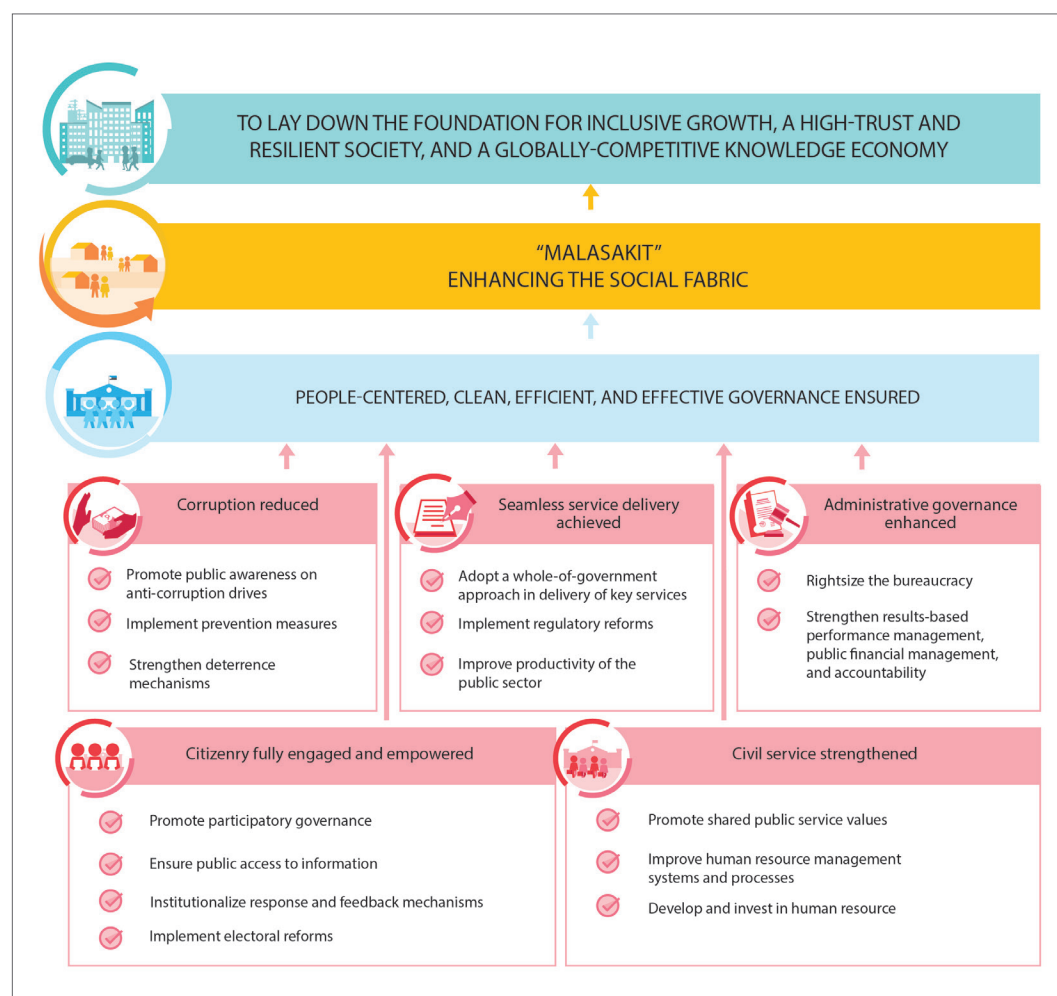 TO LAY DOWN THE FOUNDATION FOR INCLUSIVE GROWTH, A HIGH-TRUST AND
RESILIENT SOCIETY, AND A GLOBALLY-COMPETITIVE KNOWLEDGE ECONOMY
“MALASAKIT”
ENHANCING THE SOCIAL FABRIC
PEOPLE-CENTERED, CLEAN, EFFICIENT, AND EFFECTIVE GOVERNANCE ENSURED
Corruption reduced
Promote public awareness on
anti-corruption drives
Implement prevention measures
Strengthen deterrence
mechanisms
Seamless service delivery
achieved
Adopt a whole-of-government
approach in delivery of key services
Implement regulatory reforms
Improve productivity of the
public sector
Administrative governance
enhanced
Rightsize the bureaucracy
Strengthen results-based
performance management,
public financial management,
and accountability
Citizenry fully engaged and empowered
Promote participatory governance
Ensure public access to information
Institutionalize response and feedback mechanisms
Implement electoral reforms
Civil service strengthened
Promote shared public service values
Improve human resource management
systems and processes
Develop and invest in human resource